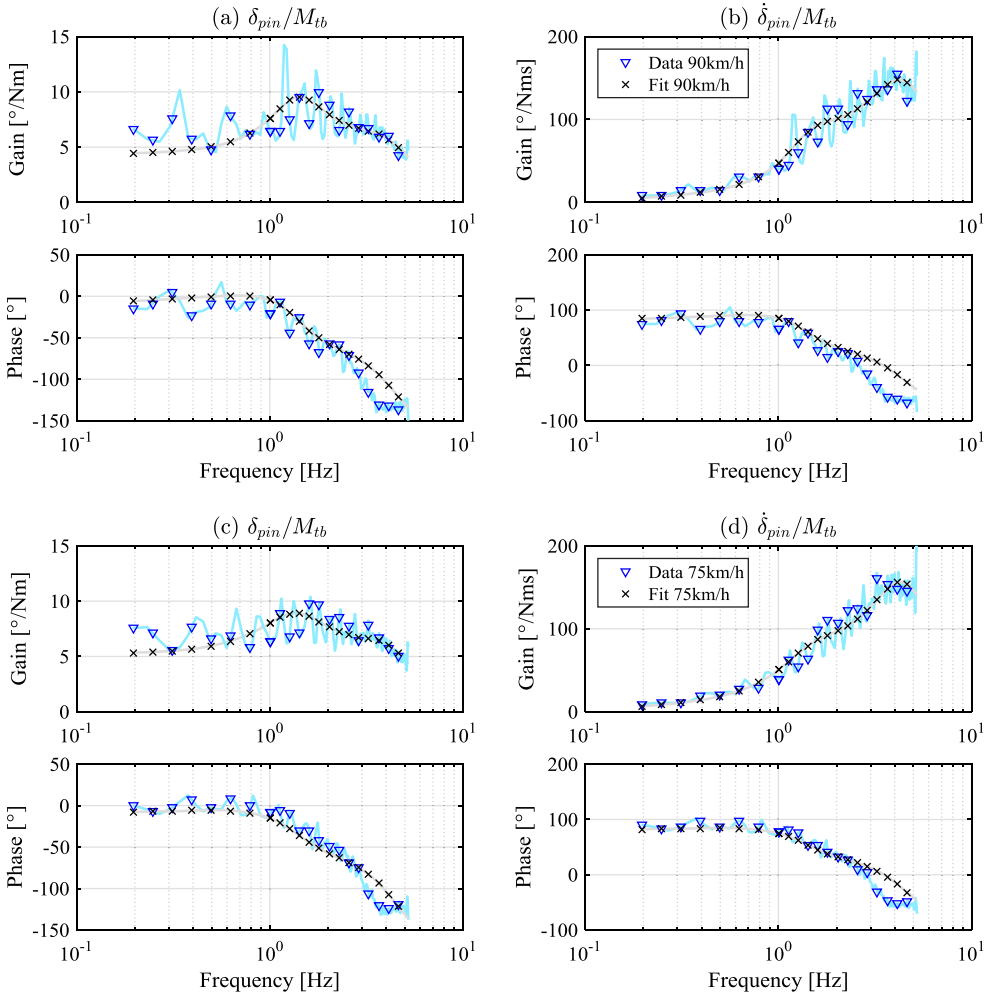 (a) δ_pin/M_tb
15
10
5
0
Gain [°/Nm]
10^-1
10^0
10^1
50
0
-50
-100
-150
Phase [°]
10^-1
10^0
10^1
Frequency [Hz]
(b) δ̇_pin/M_tb
200
100
0
Gain [°/Nms]
Data 90km/h
Fit 90km/h
10^-1
10^0
10^1
200
100
0
-100
Phase [°]
10^-1
10^0
10^1
Frequency [Hz]
(c) δ_pin/M_tb
15
10
5
0
Gain [°/Nm]
10^-1
10^0
10^1
50
0
-50
-100
-150
Phase [°]
10^-1
10^0
10^1
Frequency [Hz]
(d) δ̇_pin/M_tb
200
100
0
Gain [°/Nms]
Data 75km/h
Fit 75km/h
10^-1
10^0
10^1
200
100
0
-100
Phase [°]
10^-1
10^0
10^1
Frequency [Hz]